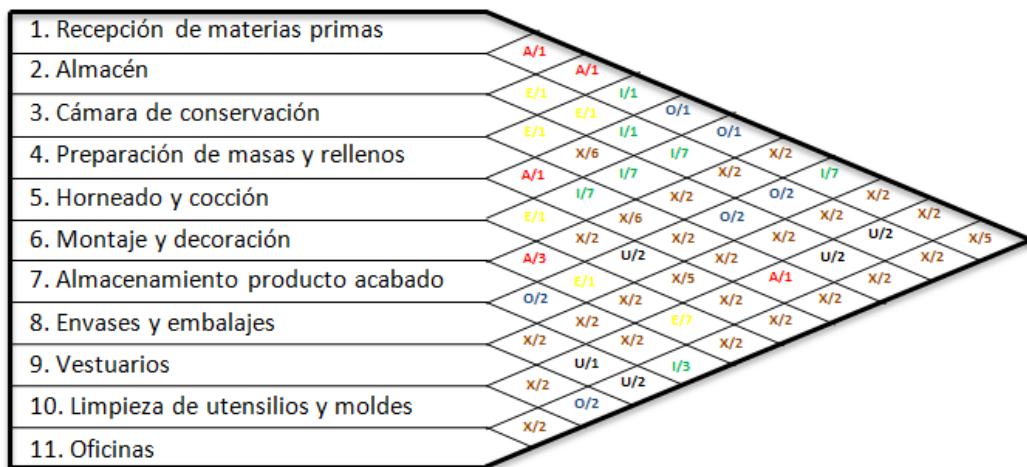 1. Recepción de materias primas
A/1
2. Almacén A/1
E/1 I/1
3. Cámara de conservación E/1 O/1
E/1 I/1 O/1
4. Preparación de masas y rellenos X/6 I/7 X/2
A/1 I/7 X/2 I/7
5. Horneado y cocción I/7 X/2 O/2 X/2
E/1 X/6 O/2 X/2 X/2
6. Montaje y decoración X/2 X/2 X/2 U/2 X/5
A/3 U/2 X/2 U/2 X/2
7. Almacenamiento producto acabado E/1 X/5 A/1 X/2
O/2 X/2 X/2 X/2
8. Envases y embalajes X/2 E/7 X/2
X/2 X/2 X/2
9. Vestuarios U/1 I/3
X/2 U/2
10. Limpieza de utensilios y moldes O/2
X/2
11. Oficinas